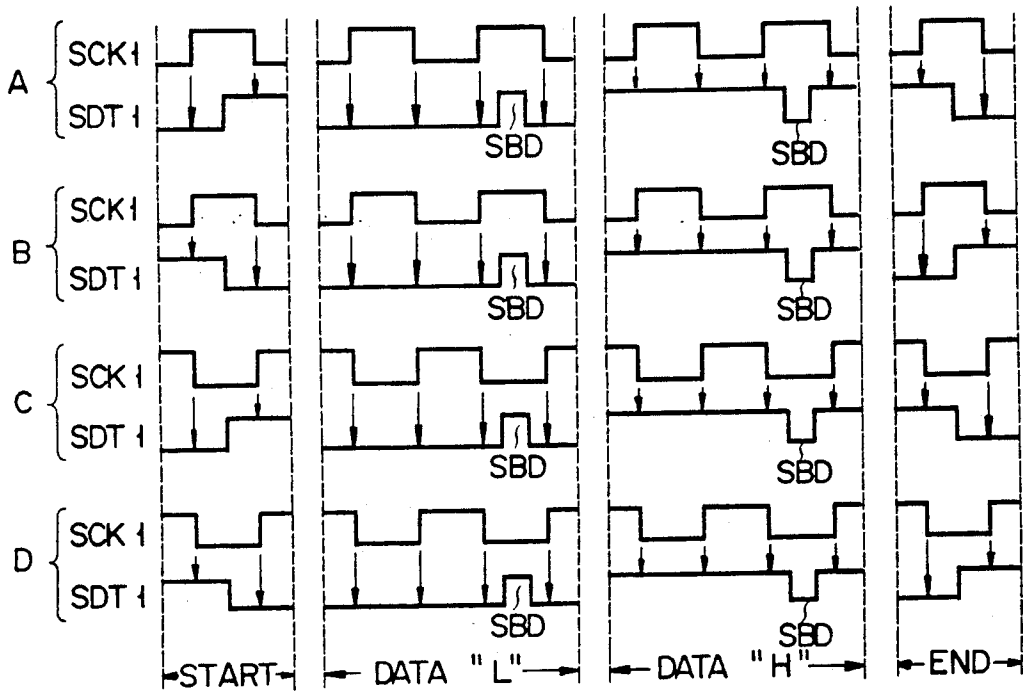 A
SCK1
SDT1
SBD
SBD
B
SCK1
SDT1
SBD
SBD
C
SCK1
SDT1
SBD
SBD
D
SCK1
SDT1
SBD
SBD
START
DATA "L"
DATA "H"
END